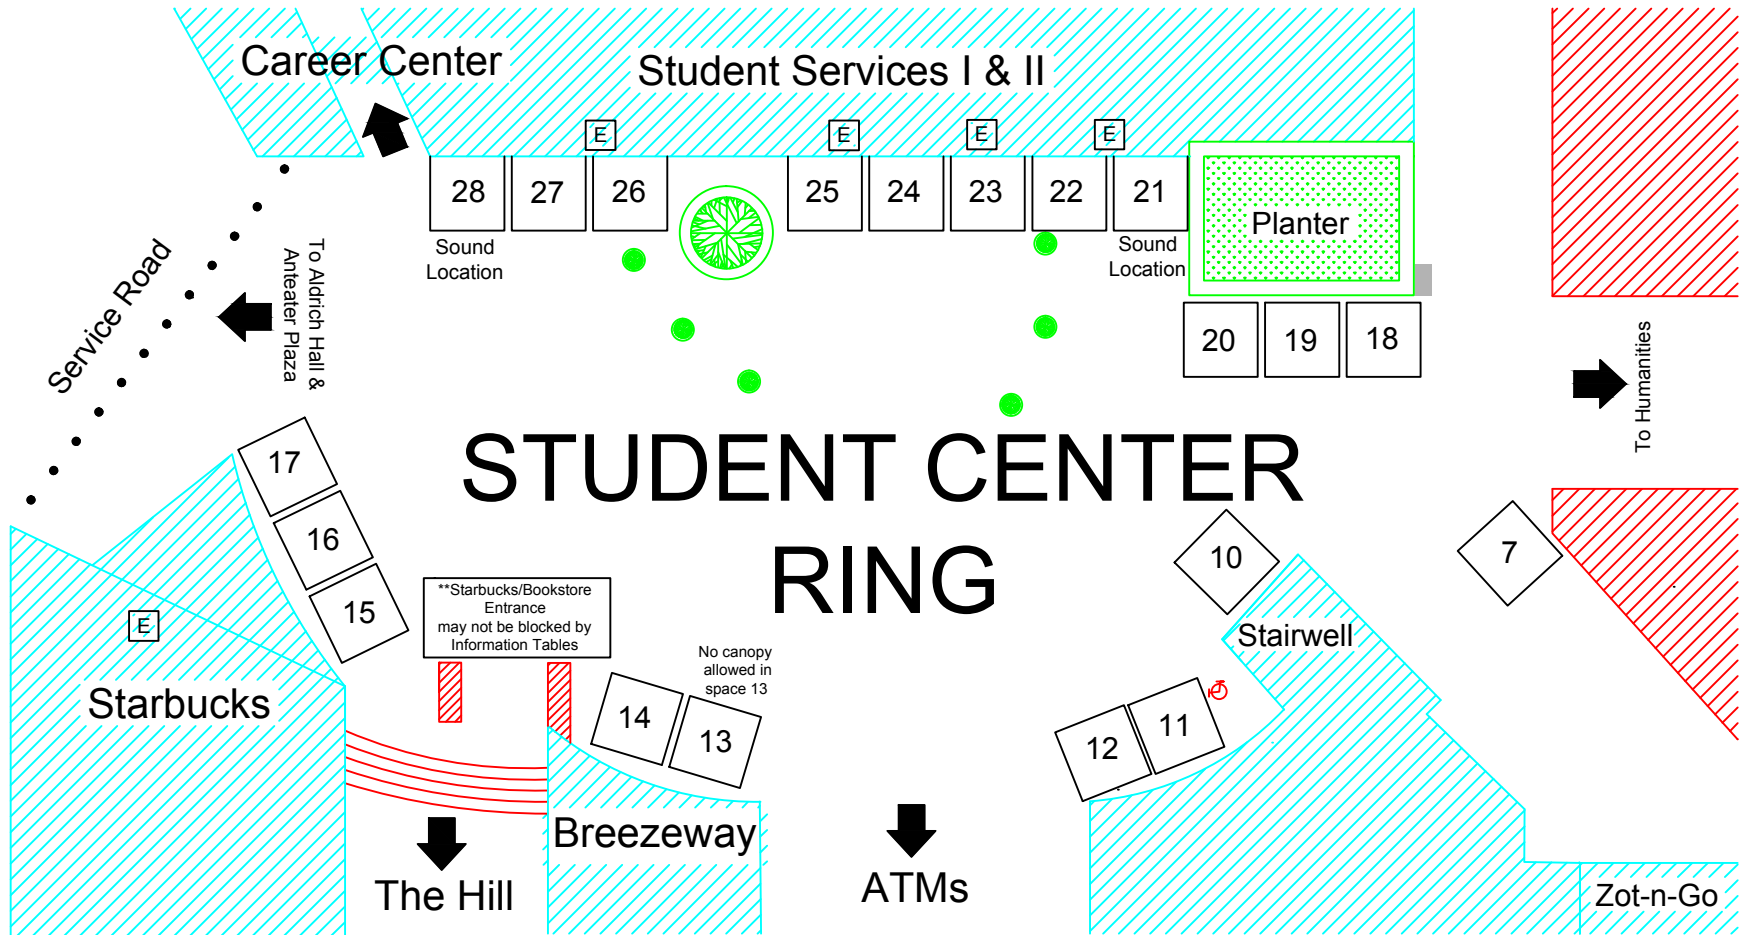 Career Center
Student Services I & II
E
E
E
E
28
27
26
25
24
23
22
21
Planter
Sound
Location
Sound
Location
Service Road
To Aldrich Hall &
Anteater Plaza
20
19
18
To Humanities
STUDENT CENTER
RING
17
16
15
10
7
**Starbucks/Bookstore
Entrance
may not be blocked by
Information Tables
E
Stairwell
No canopy
allowed in
space 13
Starbucks
14
13
12
11
Breezeway
The Hill
ATMs
Zot-n-Go